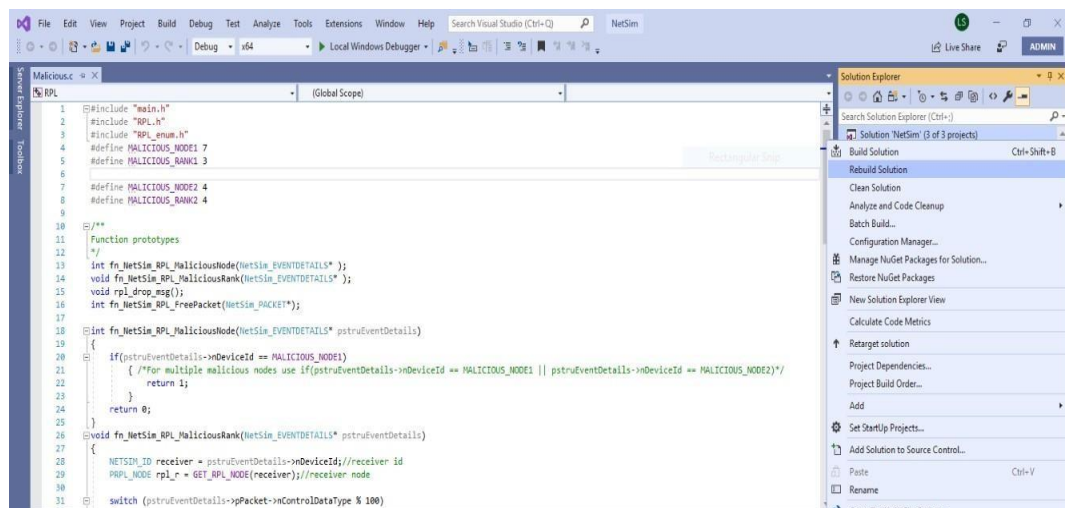 File Edit View Project Build Debug Test Analyze Tools Extensions Window Help Search Visual Studio (Ctrl+Q) NetSim LS
Debug x64 Local Windows Debugger Live Share ADMIN
Server Explorer
Toolbox
Malicious.c
RPL (Global Scope)
1 #include "main.h"
2 #include "RPL.h"
3 #include "RPL_enum.h"
4 #define MALICIOUS_NODE1 7
5 #define MALICIOUS_RANK1 3
Rectangular Snip
6
7 #define MALICIOUS_NODE2 4
8 #define MALICIOUS_RANK2 4
9
10 /**
11 Function prototypes
12 */
13 int fn_NetSim_RPL_MaliciousNode(NetSim_EVENTDETAILS* );
14 void fn_NetSim_RPL_MaliciousRank(NetSim_EVENTDETAILS* );
15 void rpl_drop_msg();
16 int fn_NetSim_RPL_FreePacket(NetSim_PACKET*);
17
18 int fn_NetSim_RPL_MaliciousNode(NetSim_EVENTDETAILS* pstruEventDetails)
19 {
20 if(pstruEventDetails->nDeviceId == MALICIOUS_NODE1)
21 { /*For multiple malicious nodes use if(pstruEventDetails->nDeviceId == MALICIOUS_NODE1 || pstruEventDetails->nDeviceId == MALICIOUS_NODE2)*/
22 return 1;
23 }
24 return 0;
25 }
26 void fn_NetSim_RPL_MaliciousRank(NetSim_EVENTDETAILS* pstruEventDetails)
27 {
28 NETSIM_ID receiver = pstruEventDetails->nDeviceId;//receiver id
29 PRPL_NODE rpl_r = GET_RPL_NODE(receiver);//receiver node
30
31 switch (pstruEventDetails->pPacket->nControlDataType % 100)
Solution Explorer
Search Solution Explorer (Ctrl+;)
Solution 'NetSim' (3 of 3 projects)
Build Solution Ctrl+Shift+B
Rebuild Solution
Clean Solution
Analyze and Code Cleanup
Batch Build...
Configuration Manager...
Manage NuGet Packages for Solution...
Restore NuGet Packages
New Solution Explorer View
Calculate Code Metrics
Retarget solution
Project Dependencies...
Project Build Order...
Add
Set StartUp Projects...
Add Solution to Source Control...
Paste Ctrl+V
Rename